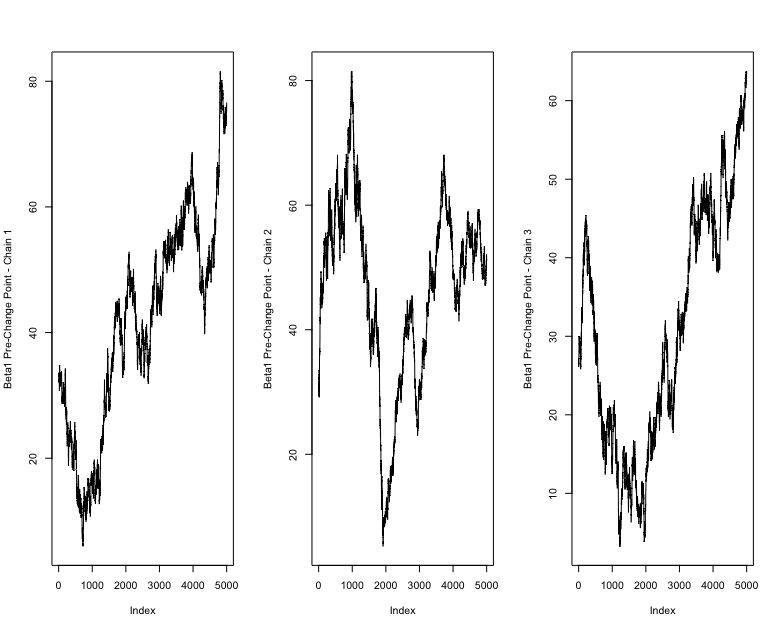 Beta1 Pre-Change Point - Chain 1
80
60
40
20
0 1000 2000 3000 4000 5000
Index
Beta1 Pre-Change Point - Chain 2
80
60
40
20
0 1000 2000 3000 4000 5000
Index
Beta1 Pre-Change Point - Chain 3
60
50
40
30
20
10
0 1000 2000 3000 4000 5000
Index